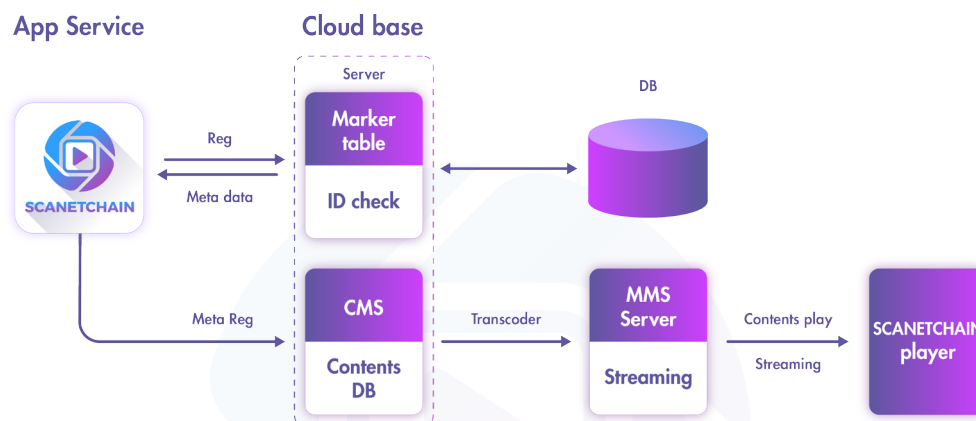 App Service
Cloud base
Server
DB
Marker
table
ID check
Reg
Meta data
SCANETCHAIN
Meta Reg
CMS
Contents
DB
Transcoder
MMS
Server
Streaming
Contents play
Streaming
SCANETCHAIN
player